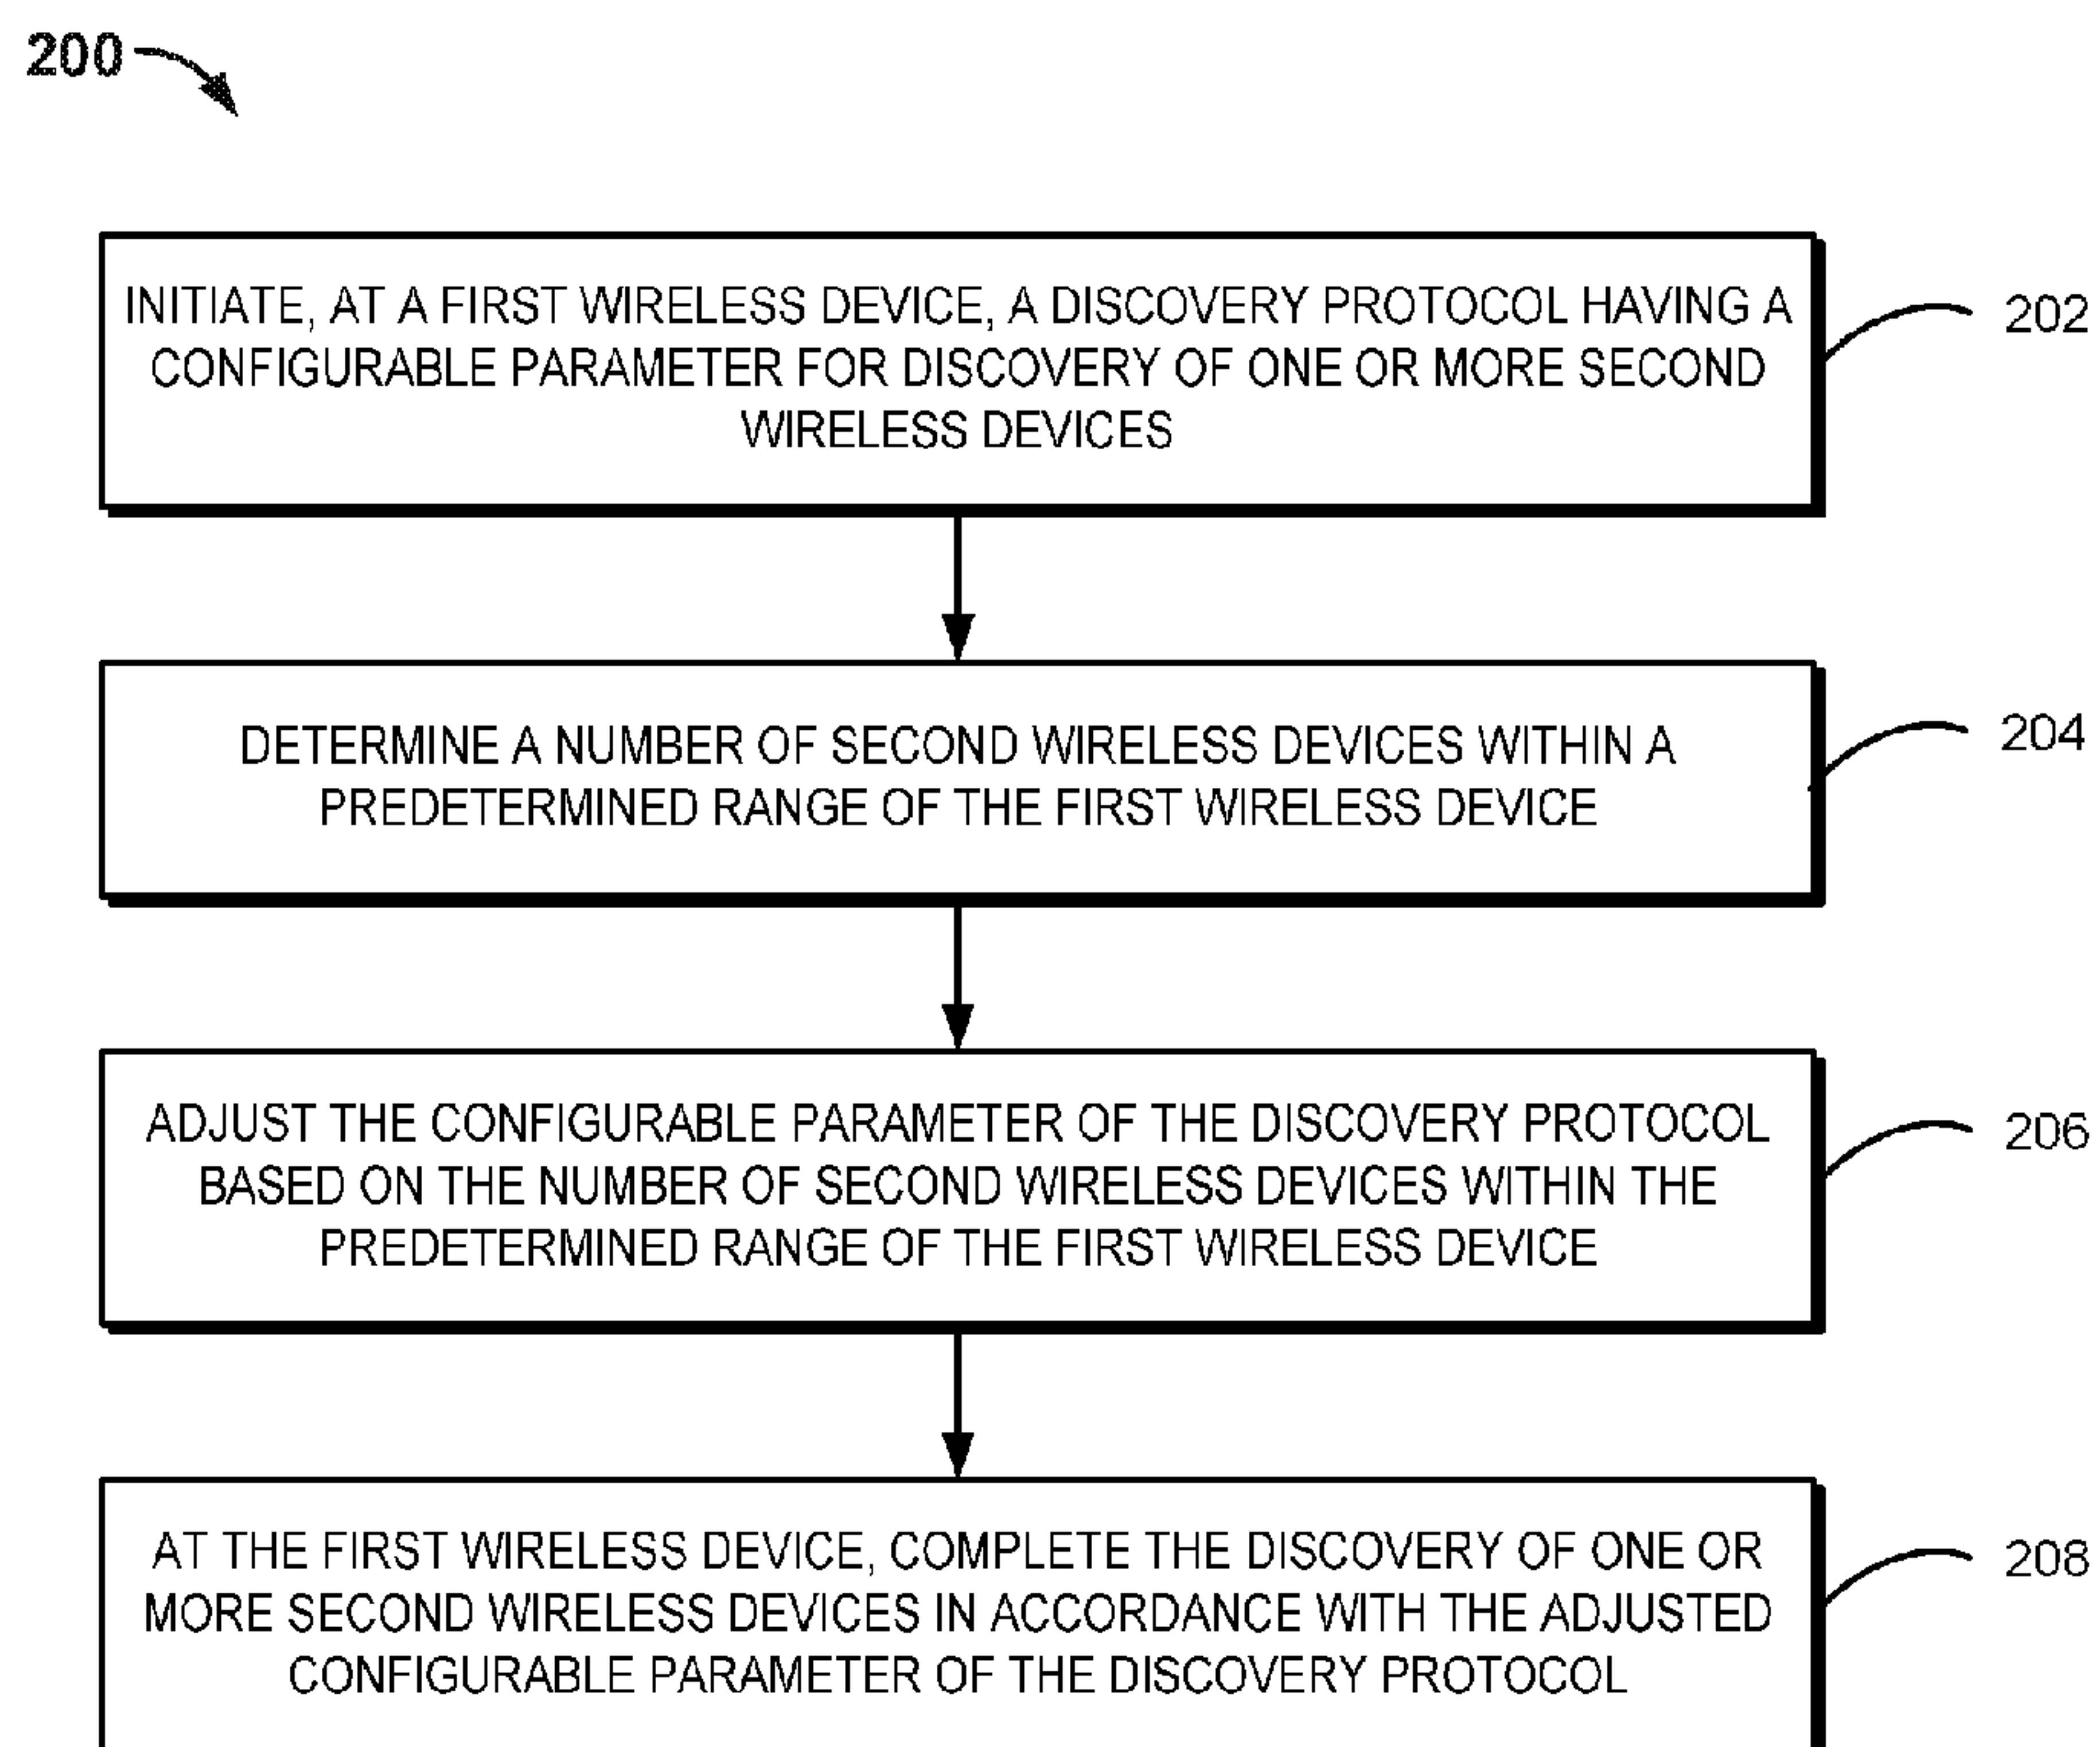 200
INITIATE, AT A FIRST WIRELESS DEVICE, A DISCOVERY PROTOCOL HAVING A
CONFIGURABLE PARAMETER FOR DISCOVERY OF ONE OR MORE SECOND
WIRELESS DEVICES
202
DETERMINE A NUMBER OF SECOND WIRELESS DEVICES WITHIN A
PREDETERMINED RANGE OF THE FIRST WIRELESS DEVICE
204
ADJUST THE CONFIGURABLE PARAMETER OF THE DISCOVERY PROTOCOL
BASED ON THE NUMBER OF SECOND WIRELESS DEVICES WITHIN THE
PREDETERMINED RANGE OF THE FIRST WIRELESS DEVICE
206
AT THE FIRST WIRELESS DEVICE, COMPLETE THE DISCOVERY OF ONE OR
MORE SECOND WIRELESS DEVICES IN ACCORDANCE WITH THE ADJUSTED
CONFIGURABLE PARAMETER OF THE DISCOVERY PROTOCOL
208